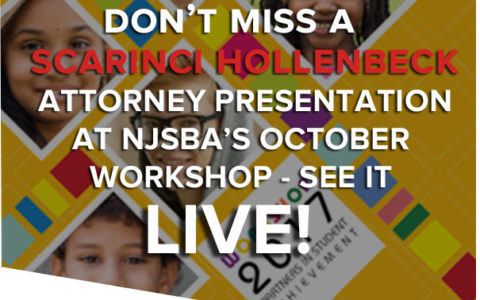 DON'T MISS A
SCARINCI HOLLENBECK
ATTORNEY PRESENTATION
AT NJSBA'S OCTOBER
WORKSHOP - SEE IT
LIVE!
2017
PARTNERS IN STUDENT
ACHIEVEMENT